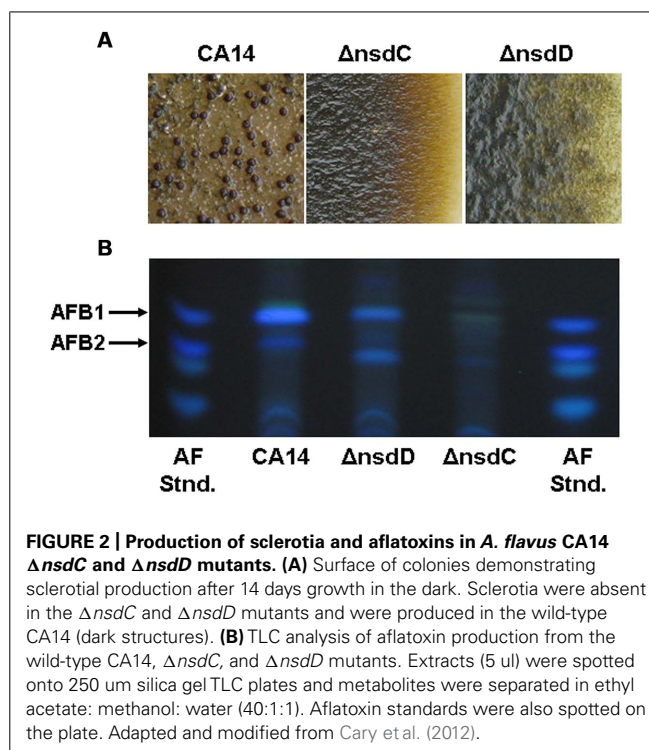 A
CA14 ΔnsdC ΔnsdD
B
AFB1
AFB2
AF Stnd. CA14 ΔnsdD ΔnsdC AF Stnd.
FIGURE 2 | Production of sclerotia and aflatoxins in A. flavus CA14
ΔnsdC and ΔnsdD mutants. (A) Surface of colonies demonstrating
sclerotial production after 14 days growth in the dark. Sclerotia were absent
in the ΔnsdC and ΔnsdD mutants and were produced in the wild-type
CA14 (dark structures). (B) TLC analysis of aflatoxin production from the
wild-type CA14, ΔnsdC, and ΔnsdD mutants. Extracts (5 ul) were spotted
onto 250 um silica gel TLC plates and metabolites were separated in ethyl
acetate: methanol: water (40:1:1). Aflatoxin standards were also spotted on
the plate. Adapted and modified from Cary et al. (2012).